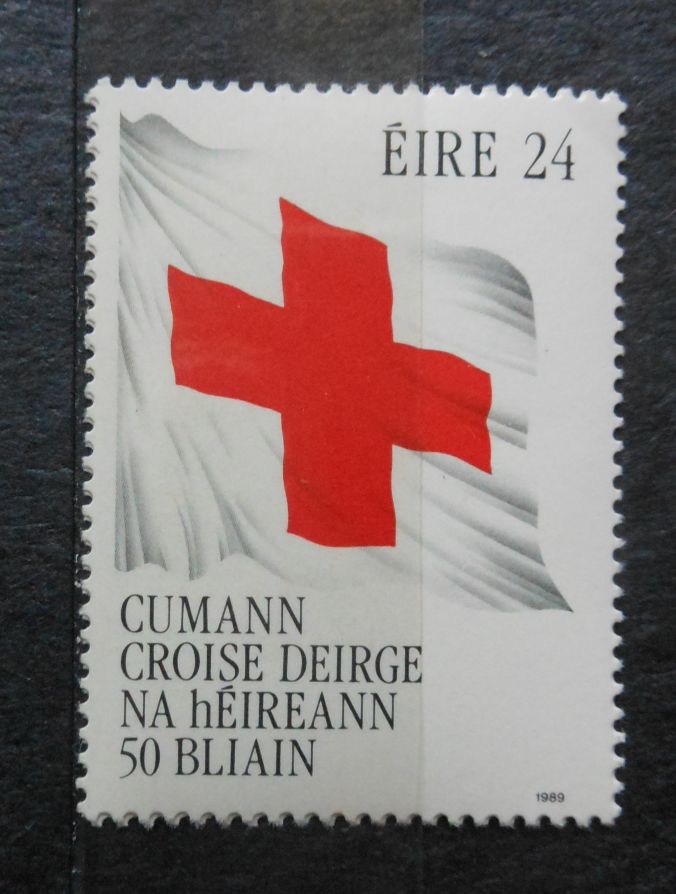 ÉIRE 24
CUMANN
CROISE DEIRGE
NA hÉIREANN
50 BLIAIN
1989